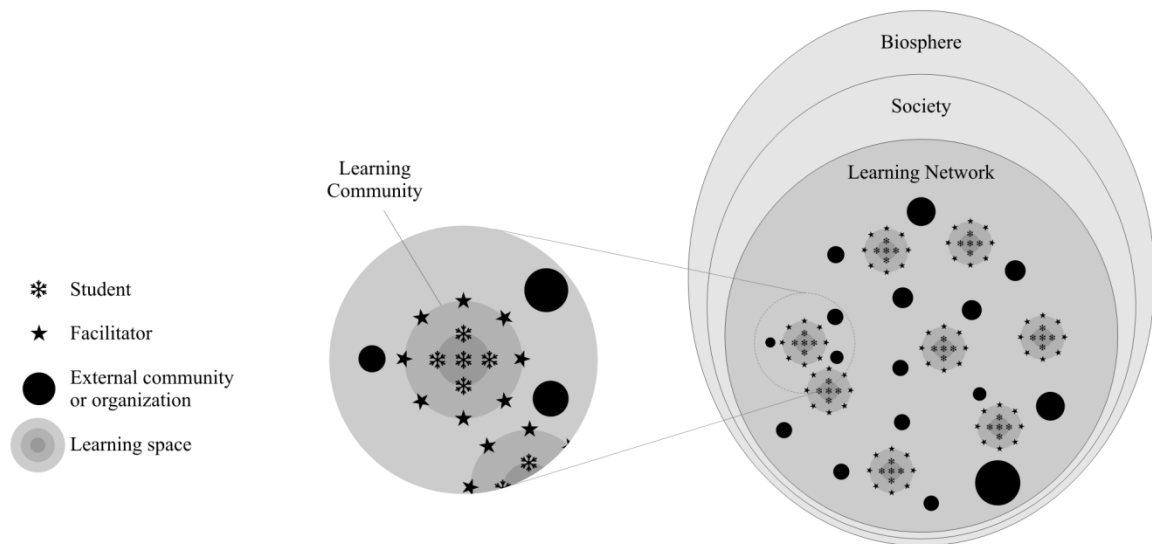 Biosphere
Society
Learning Network
Learning
Community
Student
Facilitator
External community
or organization
Learning space